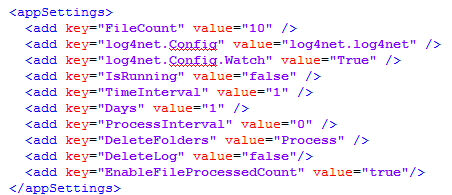 <appSettings>
<add key="FileCount" value="10" />
<add key="log4net.Config" value="log4net.log4net" />
<add key="log4net.Config.Watch" value="True" />
<add key="IsRunning" value="false" />
<add key="TimeInterval" value="1" />
<add key="Days" value="1" />
<add key="ProcessInterval" value="0" />
<add key="DeleteFolders" value="Process" />
<add key="DeleteLog" value="false"/>
<add key="EnableFileProcessedCount" value="true"/>
</appSettings>